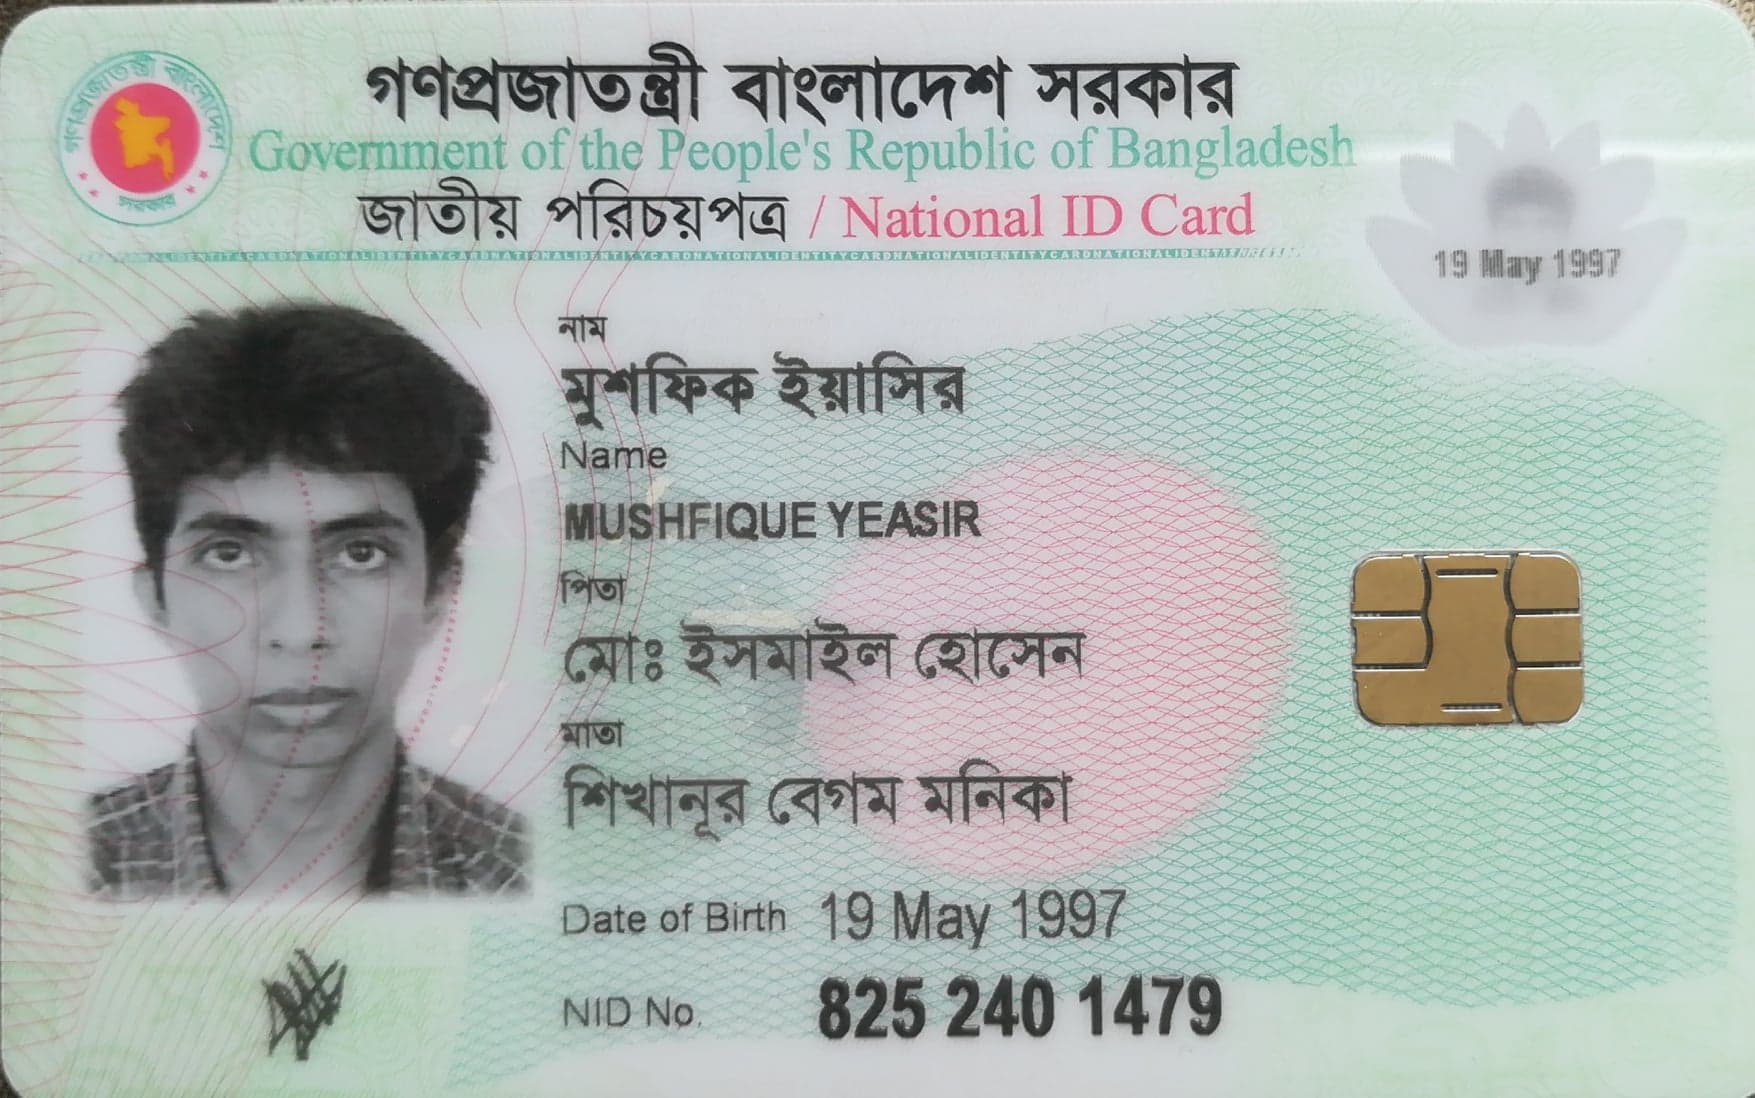 গণপ্রজাতন্ত্রী বাংলাদেশ সরকার
Government of the People's Republic of Bangladesh
জাতীয় পরিচয়পত্র / National ID Card
19 May 1997
নাম
মুশফিক ইয়াসির
Name
MUSHFIQUE YEASIR
পিতা
মোঃ ইসমাইল হোসেন
মাতা
শিখানূর বেগম মনিকা
Date of Birth 19 May 1997
NID No. 825 240 1479